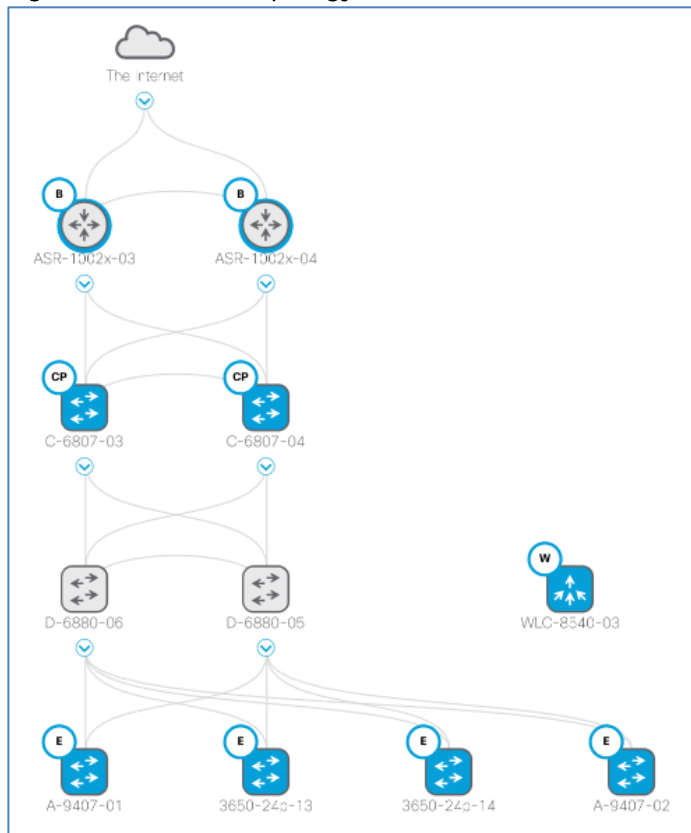 The Internet
B
B
ASR-1002x-03
ASR-1002x-04
CP
CP
C-6807-03
C-6807-04
W
D-6880-06
D-6880-05
WLC-8540-03
E
E
E
E
A-9407-01
3650-24p-13
3650-24p-14
A-9407-02